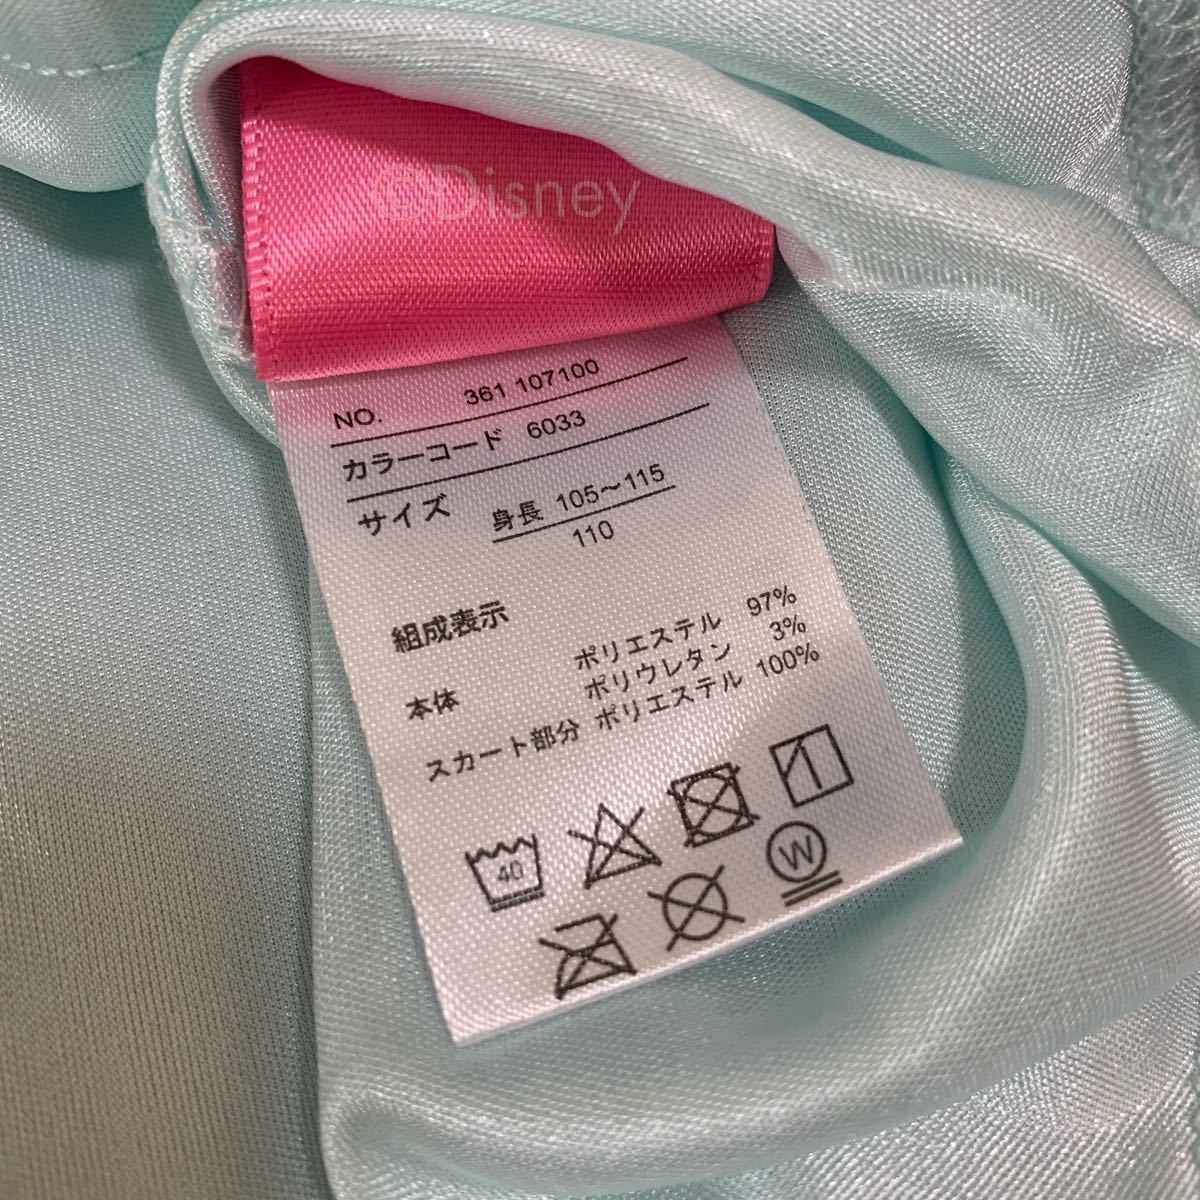 ©Disney
NO. 361 107100
カラーコード 6033
サイズ 身長 105～115
110
組成表示
本体 ポリエステル 97%
ポリウレタン 3%
スカート部分 ポリエステル 100%
40
W